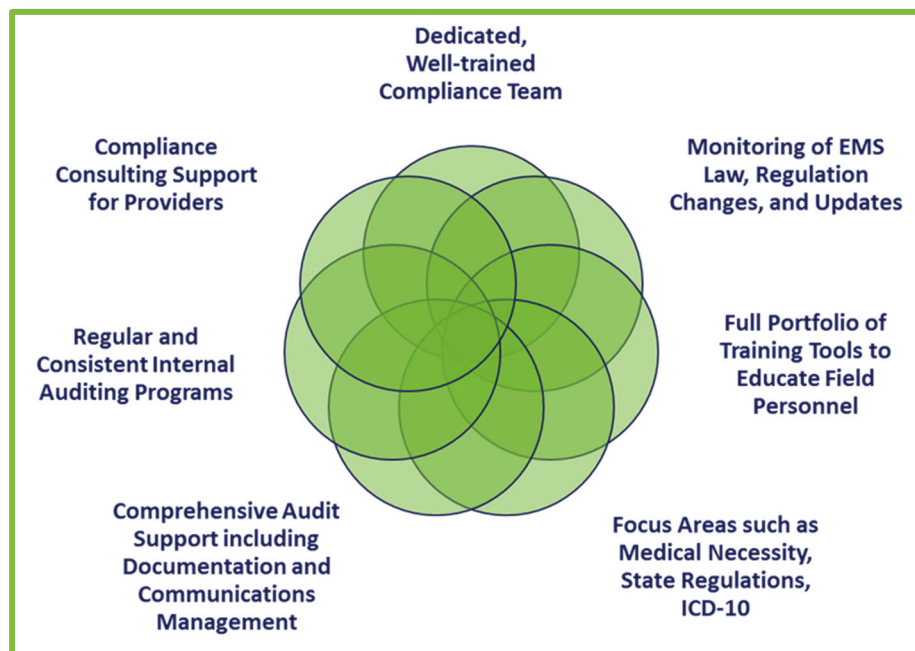 Dedicated,
Well-trained
Compliance Team
Compliance
Consulting Support
for Providers
Monitoring of EMS
Law, Regulation
Changes, and Updates
Regular and
Consistent Internal
Auditing Programs
Full Portfolio of
Training Tools to
Educate Field
Personnel
Comprehensive Audit
Support including
Documentation and
Communications
Management
Focus Areas such as
Medical Necessity,
State Regulations,
ICD-10